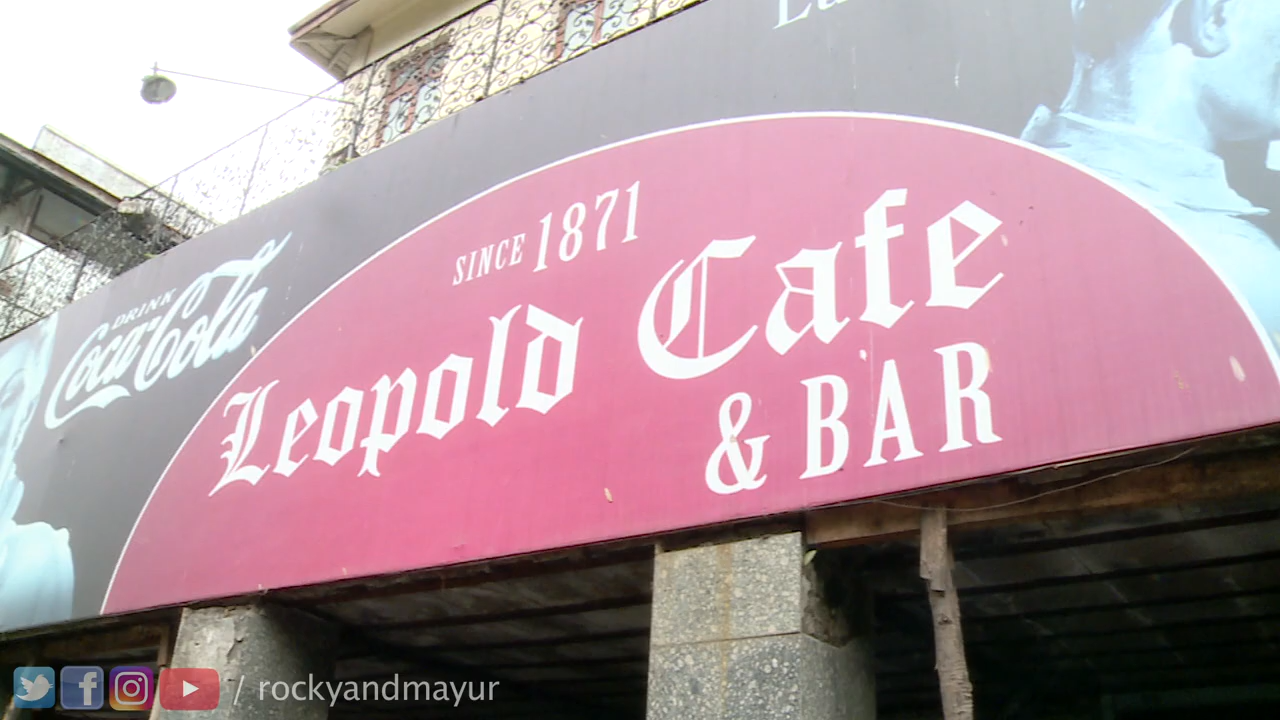 DRINK
Coca-Cola
SINCE 1871
Leopold Cafe
& BAR
/ rockyandmayur